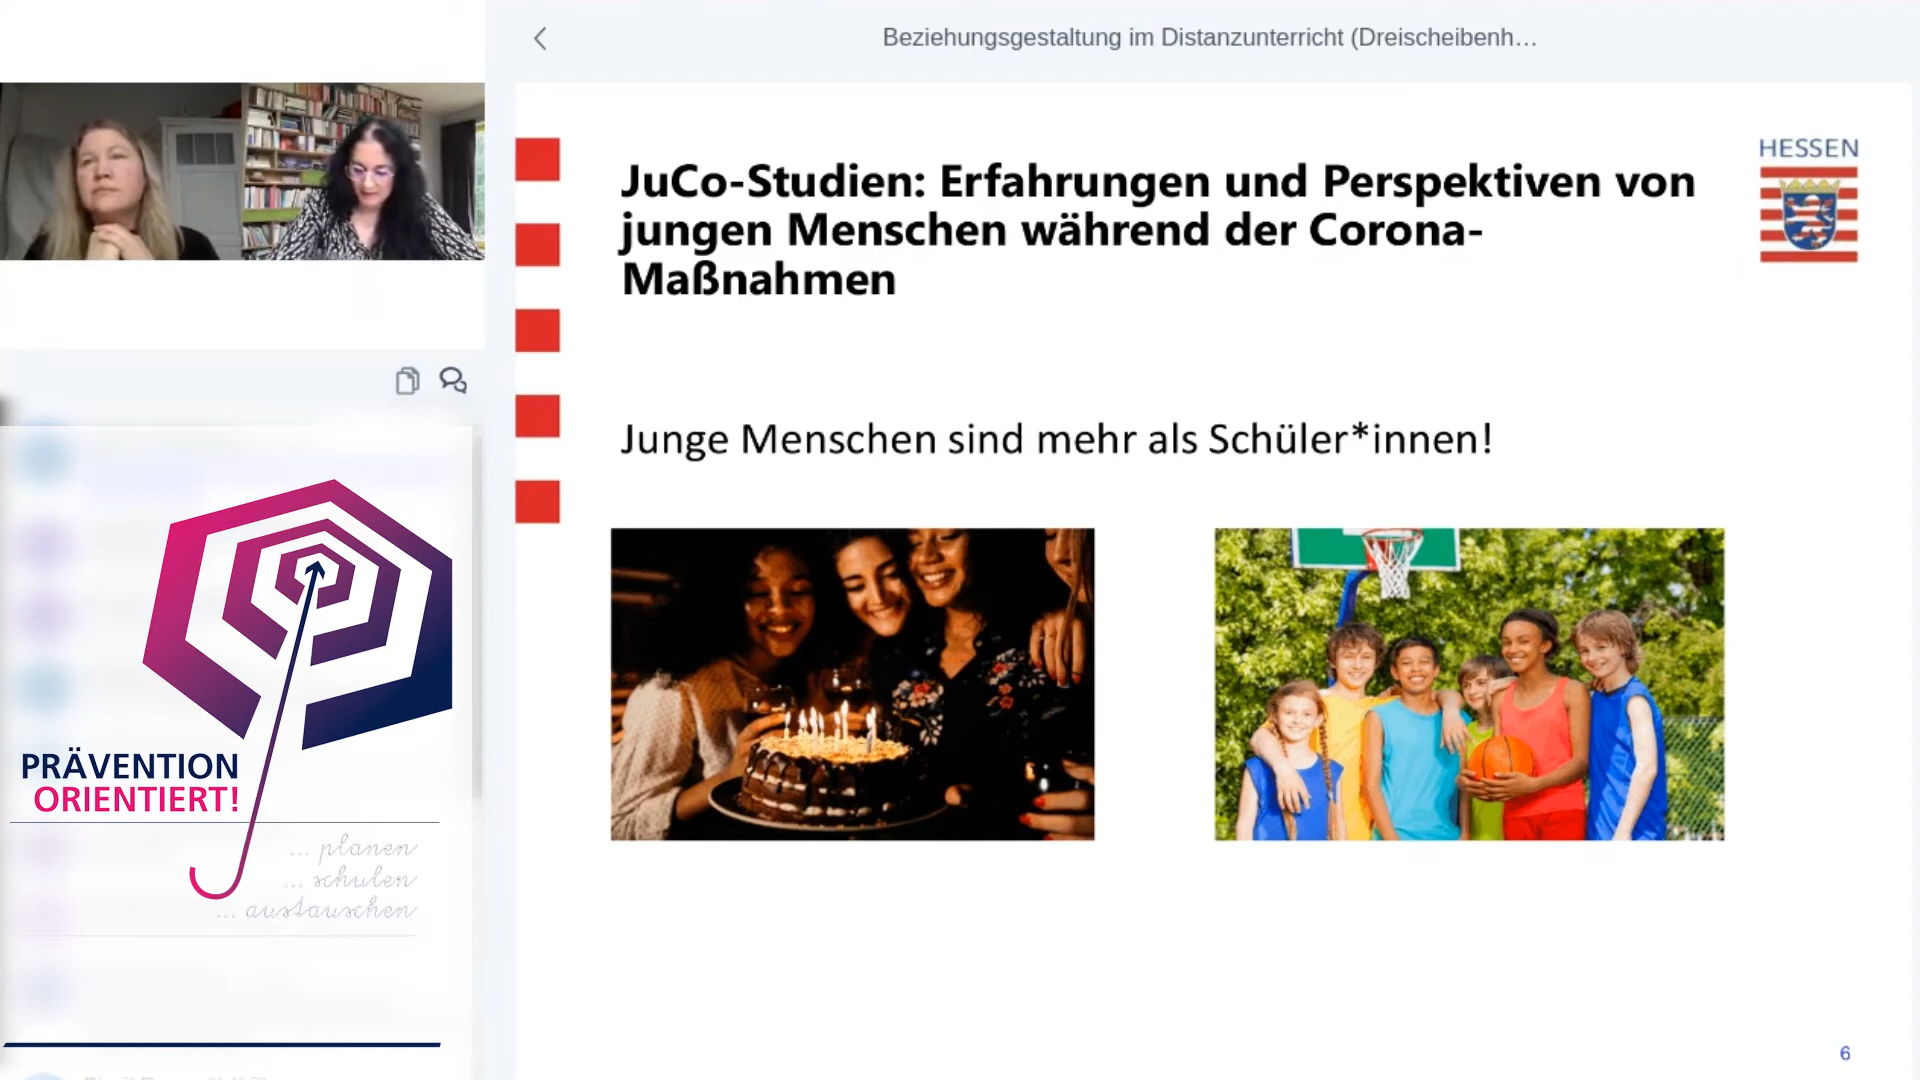 Beziehungsgestaltung im Distanzunterricht (Dreischeibenh…
HESSEN
JuCo-Studien: Erfahrungen und Perspektiven von
jungen Menschen während der Corona-
Maßnahmen
Junge Menschen sind mehr als Schüler*innen!
PRÄVENTION
ORIENTIERT!
... planen
... schulen
... austauschen
6